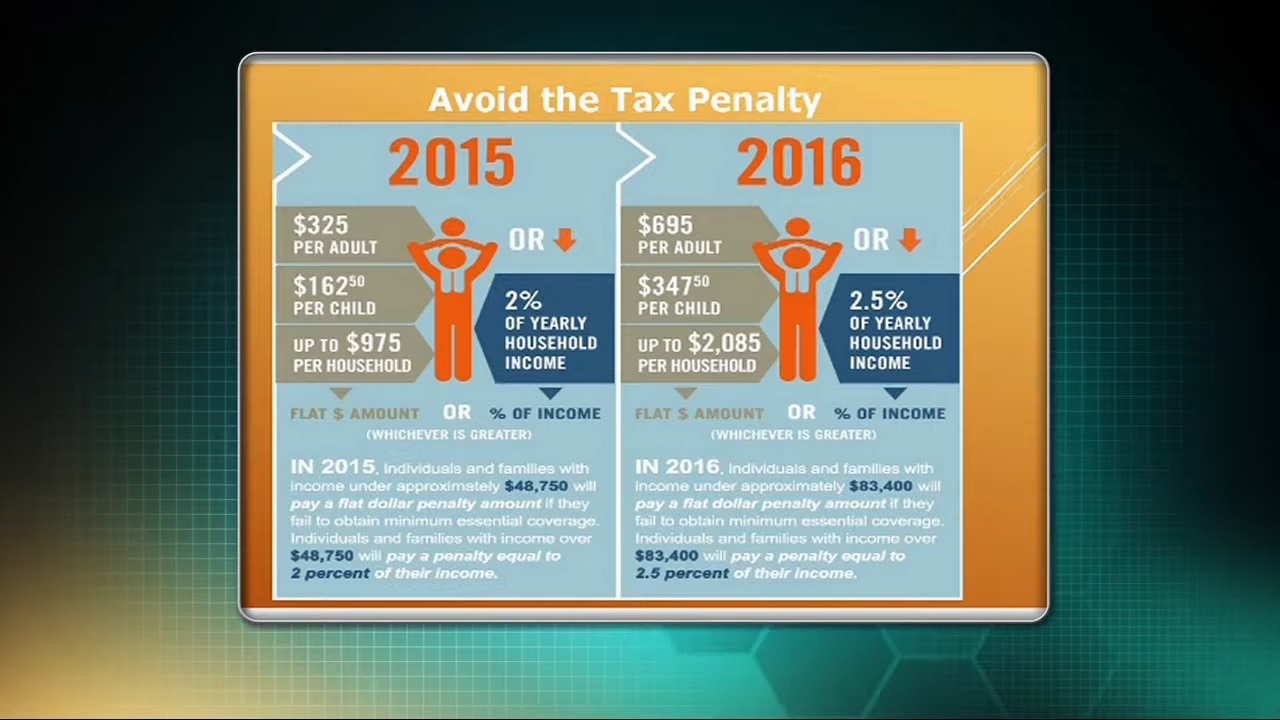 Avoid the Tax Penalty
2015
$325
PER ADULT
$162⁵⁰
PER CHILD
UP TO $975
PER HOUSEHOLD
OR
2%
OF YEARLY
HOUSEHOLD
INCOME
FLAT $ AMOUNT OR % OF INCOME
(WHICHEVER IS GREATER)
IN 2015, individuals and families with
income under approximately $48,750 will
pay a flat dollar penalty amount if they
fail to obtain minimum essential coverage.
Individuals and families with income over
$48,750 will pay a penalty equal to
2 percent of their income.
2016
$695
PER ADULT
$347⁵⁰
PER CHILD
UP TO $2,085
PER HOUSEHOLD
OR
2.5%
OF YEARLY
HOUSEHOLD
INCOME
FLAT $ AMOUNT OR % OF INCOME
(WHICHEVER IS GREATER)
IN 2016, individuals and families with
income under approximately $83,400 will
pay a flat dollar penalty amount if they
fail to obtain minimum essential coverage.
Individuals and families with income over
$83,400 will pay a penalty equal to
2.5 percent of their income.